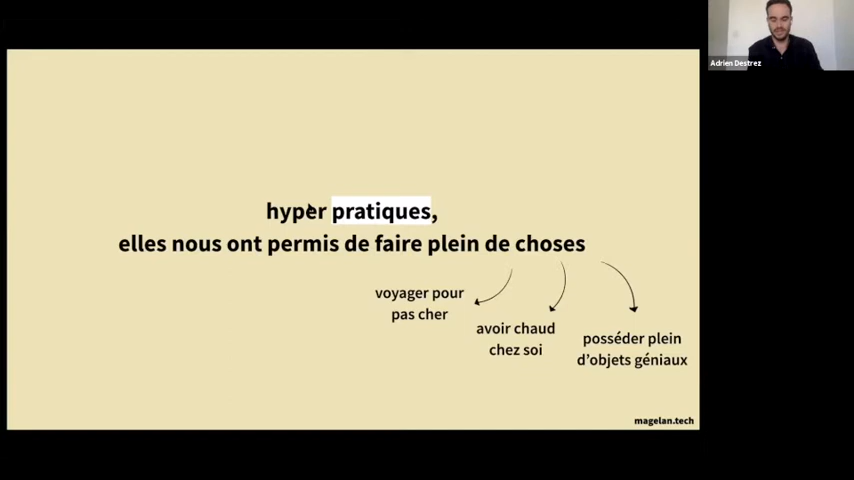 Adrien Destrez
hyper pratiques,
elles nous ont permis de faire plein de choses
voyager pour
pas cher
avoir chaud
chez soi
posséder plein
d'objets géniaux
magelan.tech